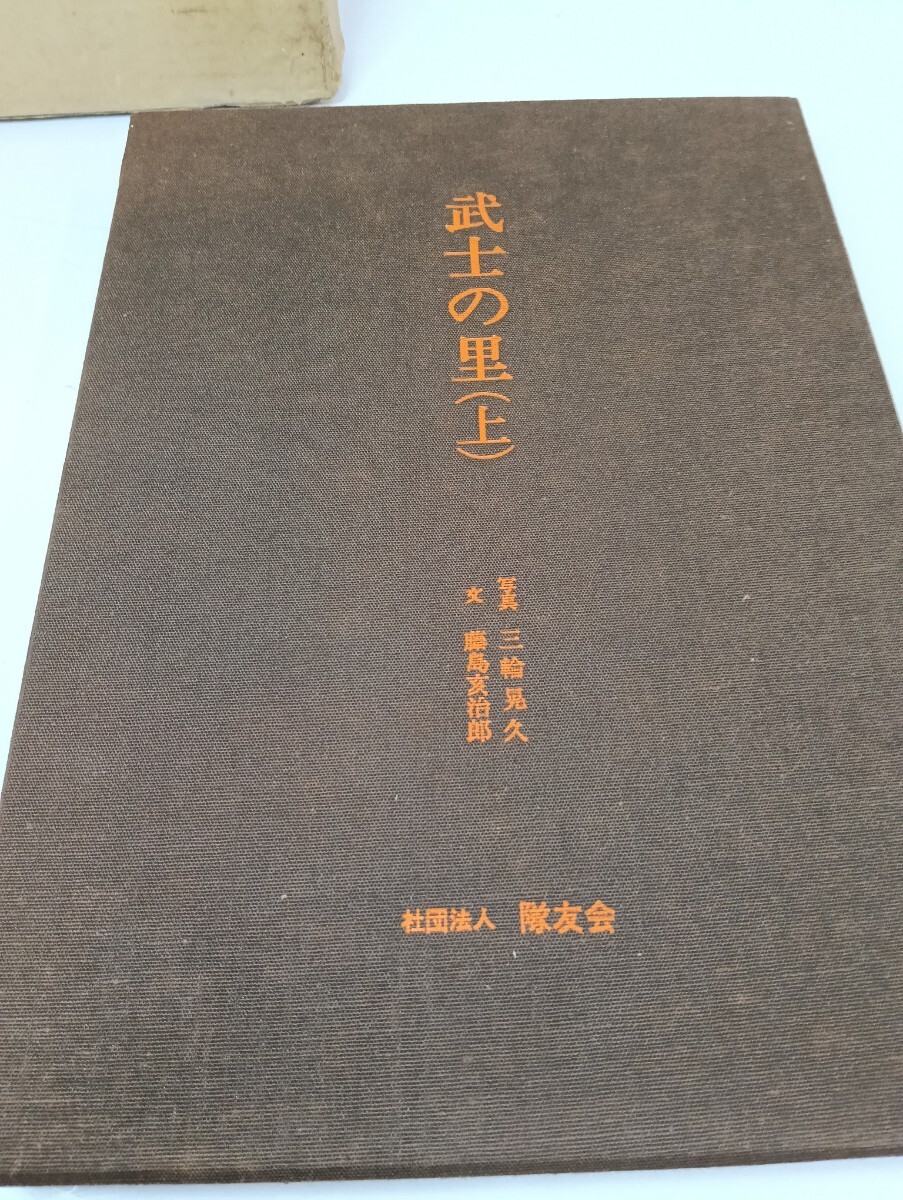 武士の里(上)
写真 三輪晃久
文 藤島亥治郎
社団法人 隊友会